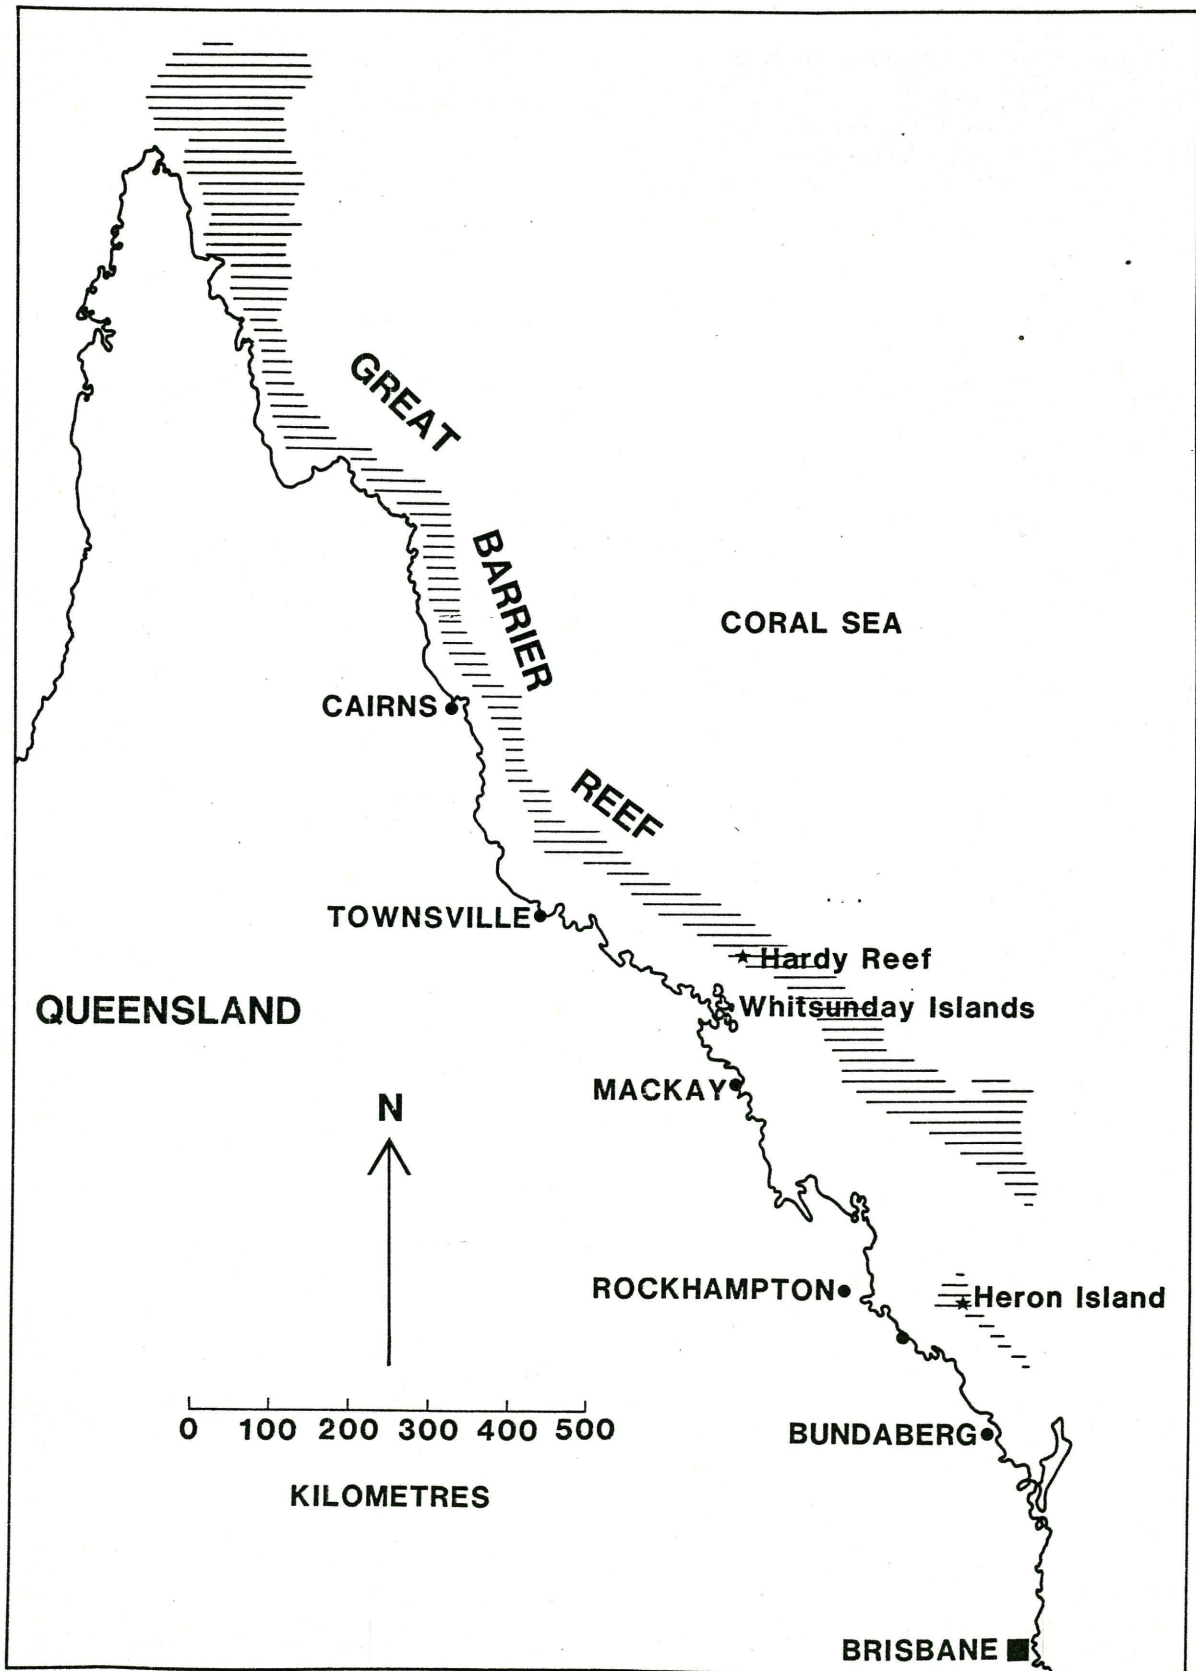 GREAT
BARRIER
REEF
CORAL SEA
CAIRNS
TOWNSVILLE
Hardy Reef
QUEENSLAND
Whitsunday Islands
MACKAY
N
ROCKHAMPTON
Heron Island
0 100 200 300 400 500
BUNDABERG
KILOMETRES
BRISBANE